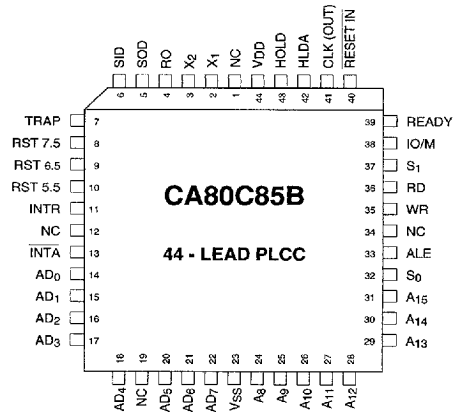 SID SOD RO X2 X1 NC VDD HOLD HLDA CLK (OUT) RESET IN
6 5 4 3 2 1 44 43 42 41 40
TRAP 7 39 READY
RST 7.5 8 38 IO/M
RST 6.5 9 37 S1
RST 5.5 10 36 RD
INTR 11 35 WR
NC 12 34 NC
INTA 13 33 ALE
AD0 14 32 S0
AD1 15 31 A15
AD2 16 30 A14
AD3 17 29 A13
CA80C85B
44 - LEAD PLCC
18 19 20 21 22 23 24 25 26 27 28
AD4 NC AD5 AD6 AD7 VSS A8 A9 A10 A11 A12